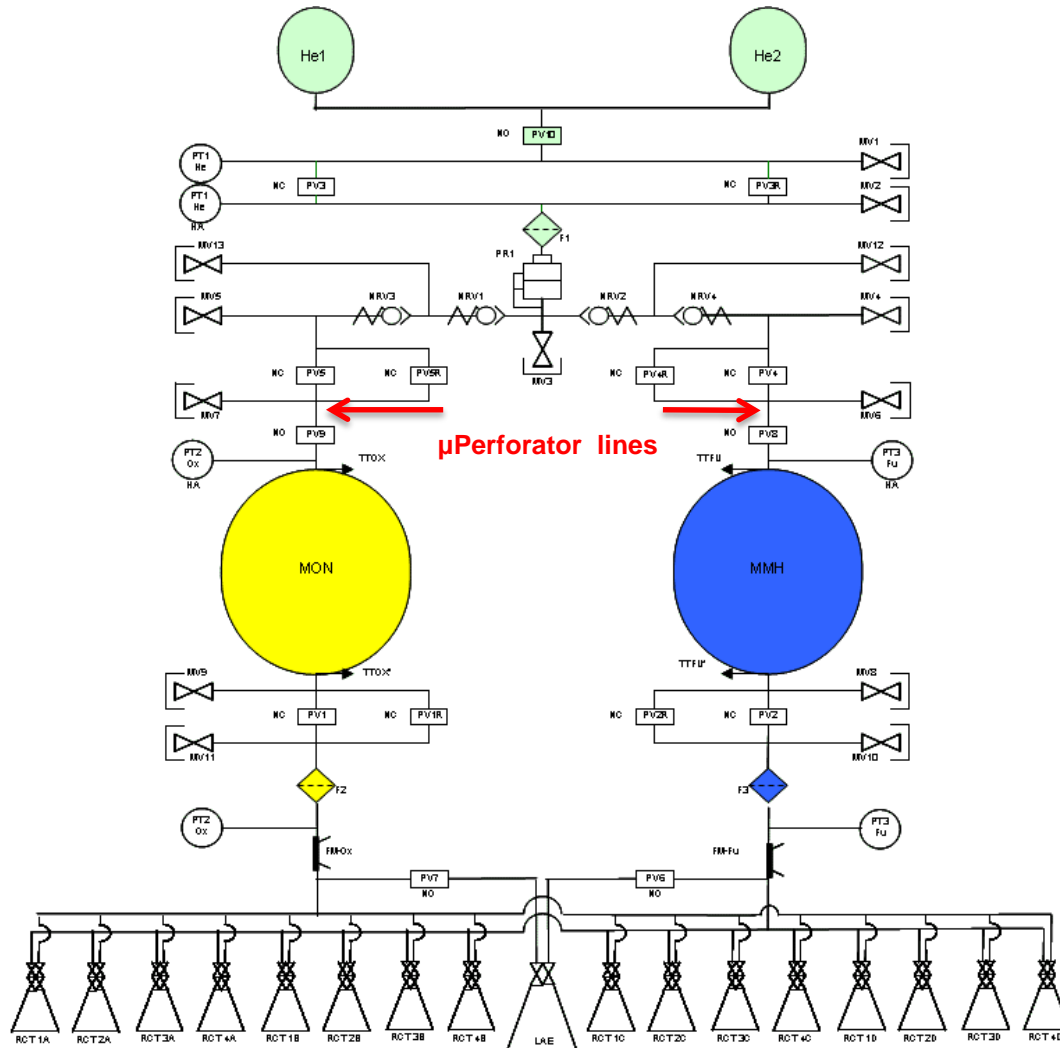 He1 He2
NO PV10
PT1 He MV1
NC PV3 NC PV3R
PT1 He MV2
HA
F1
MV13 PR1 MV12
MV5 NRV3 NRV1 NRV2 NRV4 MV4
NC PV5 NC PV5R NC PV4R NC PV4
MV3
MV7 MV6
NO PV9 µPerforator lines NO PV8
PT2 Ox TTOX TTFU PT3 Fu
HA HA
MON MMH
MV9 TTOX* TTFU* MV8
NC PV1 NC PV1R NC PV2R NC PV2
MV11 MV10
F2 F3
PT2 Ox PT3 Fu
FM-Ox FM-Fu
PV7 PV6
NO NO
RCT1A RCT2A RCT3A RCT4A RCT1B RCT2B RCT3B RCT4B LAE RCT1C RCT2C RCT3C RCT4C RCT1D RCT2D RCT3D